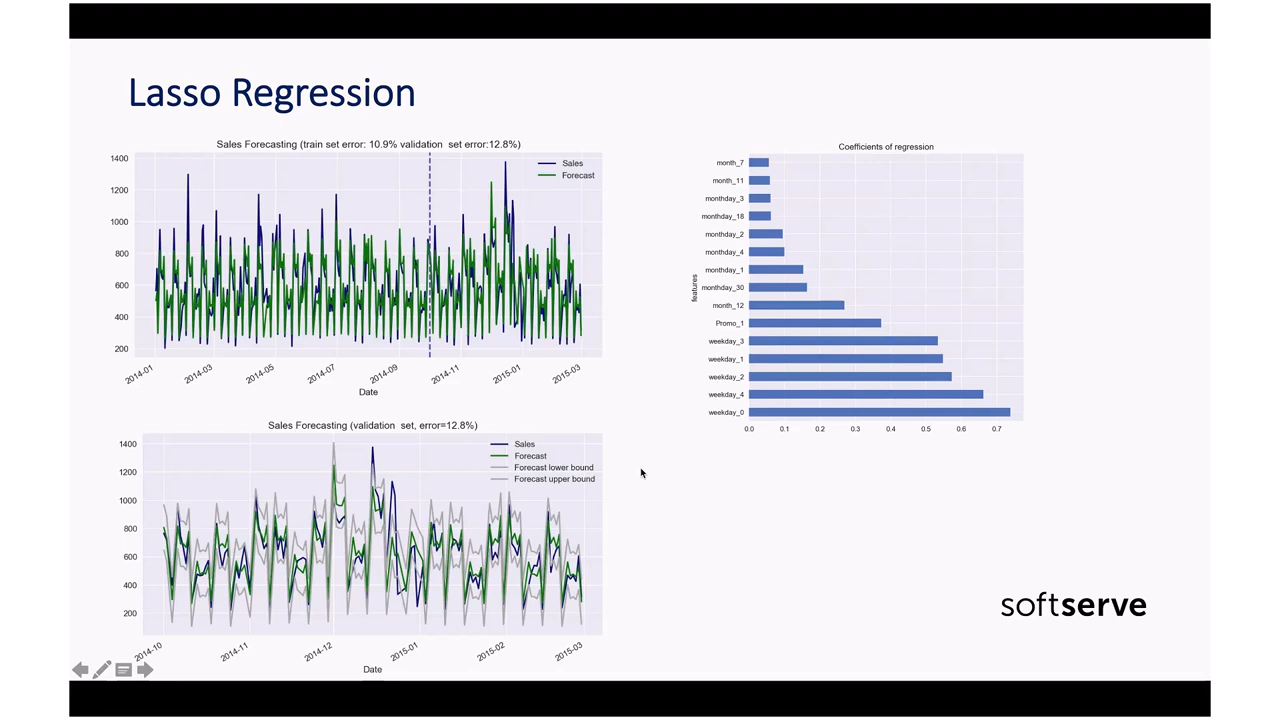 Lasso Regression
Sales Forecasting (train set error: 10.9% validation  set error:12.8%)
1400
1200
1000
800
600
400
200
Sales
Forecast
2014-01
2014-03
2014-05
2014-07
2014-09
2014-11
2015-01
2015-03
Date
Sales Forecasting (validation  set, error=12.8%)
1400
1200
1000
800
600
400
200
Sales
Forecast
Forecast lower bound
Forecast upper bound
2014-10
2014-11
2014-12
2015-01
2015-02
2015-03
Date
Coefficients of regression
features
month_7
month_11
monthday_3
monthday_18
monthday_2
monthday_4
monthday_1
monthday_30
month_12
Promo_1
weekday_3
weekday_1
weekday_2
weekday_4
weekday_0
0.0
0.1
0.2
0.3
0.4
0.5
0.6
0.7
softserve